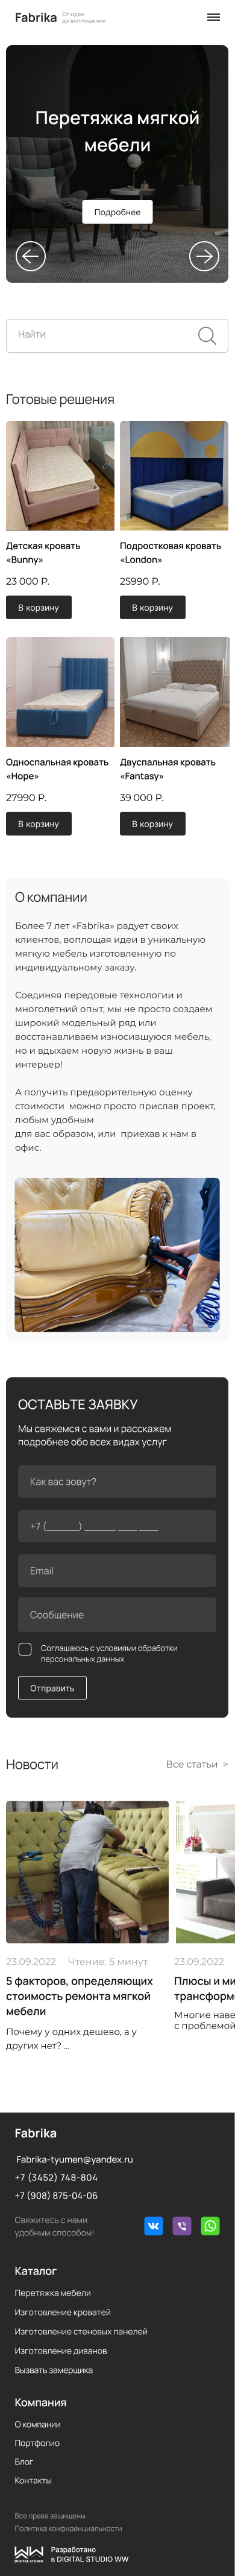 Fabrika
От идеи
до воплощения
Перетяжка мягкой
мебели
Подробнее
Найти
Готовые решения
Детская кровать
«Bunny»
23 000 Р.
В корзину
Подростковая кровать
«London»
25990 Р.
В корзину
Односпальная кровать
«Hope»
27990 Р.
В корзину
Двуспальная кровать
«Fantasy»
39 000 Р.
В корзину
О компании
Более 7 лет «Fabrika» радует своих
клиентов, воплощая идеи в уникальную
мягкую мебель изготовленную по
индивидуальному заказу.
Соединяя передовые технологии и
многолетний опыт, мы не просто создаем
широкий модельный ряд или
восстанавливаем износившуюся мебель,
но и вдыхаем новую жизнь в ваш
интерьер!
А получить предварительную оценку
стоимости можно просто прислав проект,
любым удобным
для вас образом, или приехав к нам в
офис.
ОСТАВЬТЕ ЗАЯВКУ
Мы свяжемся с вами и расскажем
подробнее обо всех видах услуг
Как вас зовут?
+7 (______) ______ ____ ____
Email
Сообщение
Соглашаюсь с условиями обработки
персональных данных
Отправить
Новости
Все статьи >
23.09.2022 Чтение: 5 минут
5 факторов, определяющих
стоимость ремонта мягкой
мебели
Почему у одних дешево, а у
других нет? ...
23.09.2022
Плюсы и ми
трансформ
Многие наве
с проблемой
Fabrika
Fabrika-tyumen@yandex.ru
+7 (3452) 748-804
+7 (908) 875-04-06
Свяжитесь с нами
удобным способом!
Каталог
Перетяжка мебели
Изготовление кроватей
Изготовление стеновых панелей
Изготовление диванов
Вызвать замерщика
Компания
О компании
Портфолио
Блог
Контакты
Все права защищены
Политика конфиденциальности
WW
DIGITAL STUDIO
Разработано
в DIGITAL STUDIO WW